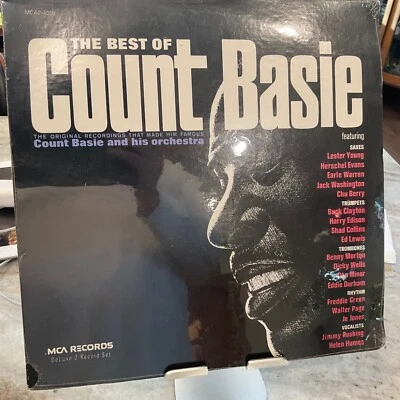 THE BEST OF
Count Basie
THE ORIGINAL RECORDINGS THAT MADE HIM FAMOUS
Count Basie and his orchestra
featuring
SAXES
Lester Young
Herschel Evans
Earle Warren
Jack Washington
Chu Berry
TRUMPETS
Buck Clayton
Harry Edison
Shad Collins
Ed Lewis
TROMBONES
Benny Morton
Dicky Wells
Dan Minor
Eddie Durham
RHYTHM
Freddie Green
Walter Page
Jo Jones
VOCALISTS
Jimmy Rushing
Helen Humes
MCA RECORDS
Deluxe 2 Record Set